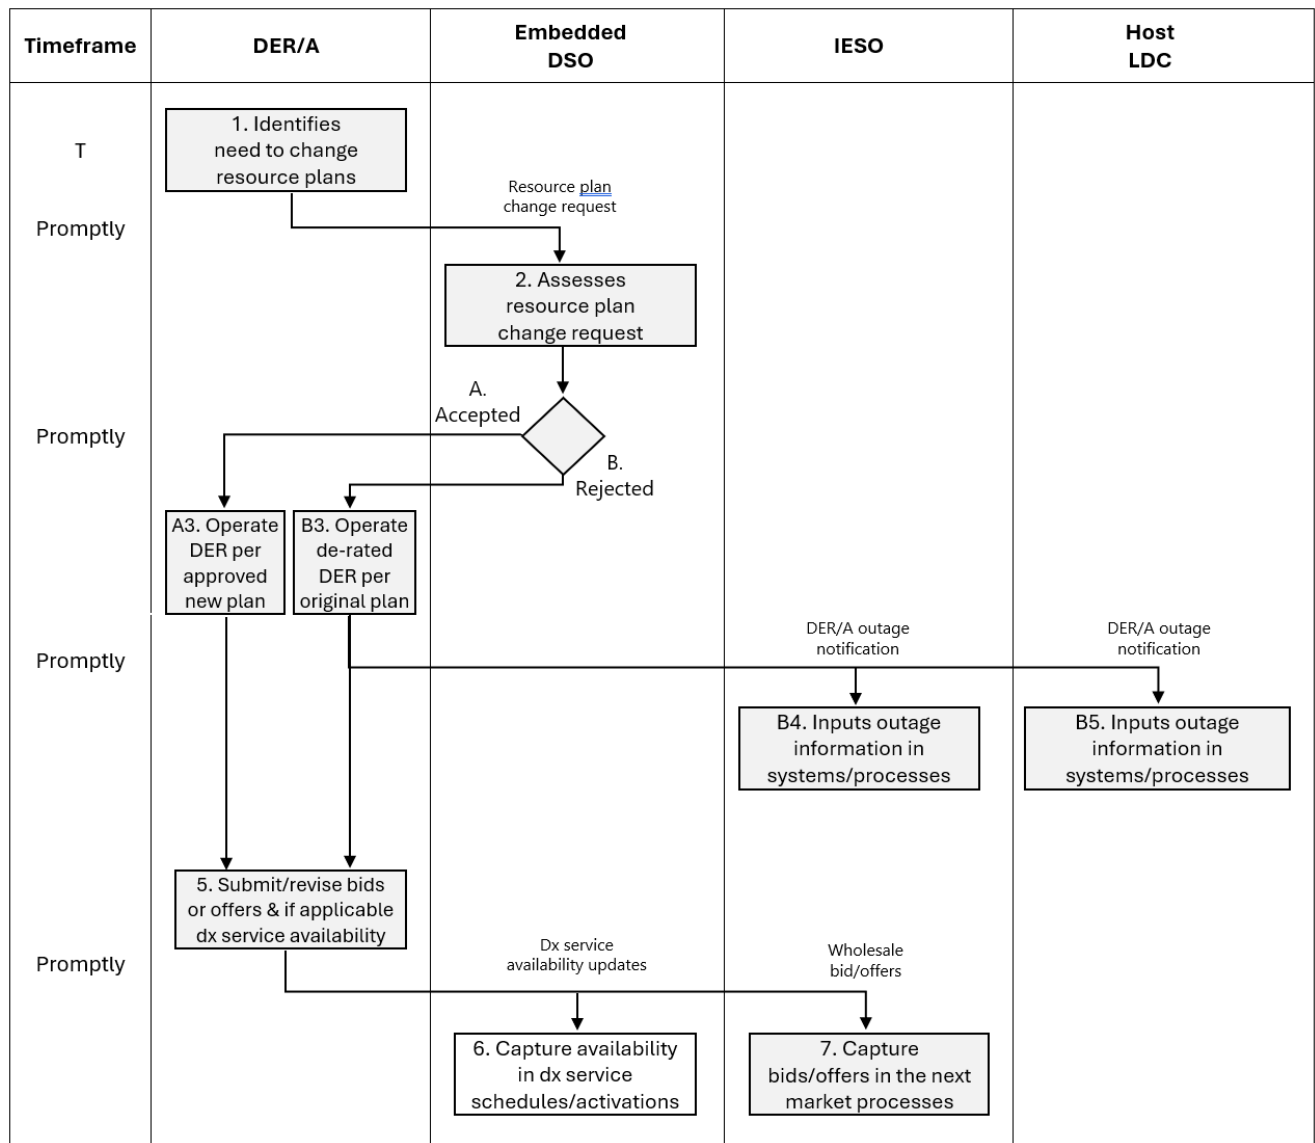 Timeframe
DER/A
Embedded
DSO
IESO
Host
LDC
T
1. Identifies
need to change
resource plans
Promptly
Resource plan
change request
2. Assesses
resource plan
change request
Promptly
A.
Accepted
B.
Rejected
A3. Operate
DER per
approved
new plan
B3. Operate
de-rated
DER per
original plan
Promptly
DER/A outage
notification
DER/A outage
notification
B4. Inputs outage
information in
systems/processes
B5. Inputs outage
information in
systems/processes
5. Submit/revise bids
or offers & if applicable
dx service availability
Promptly
Dx service
availability updates
Wholesale
bid/offers
6. Capture availability
in dx service
schedules/activations
7. Capture
bids/offers in the next
market processes